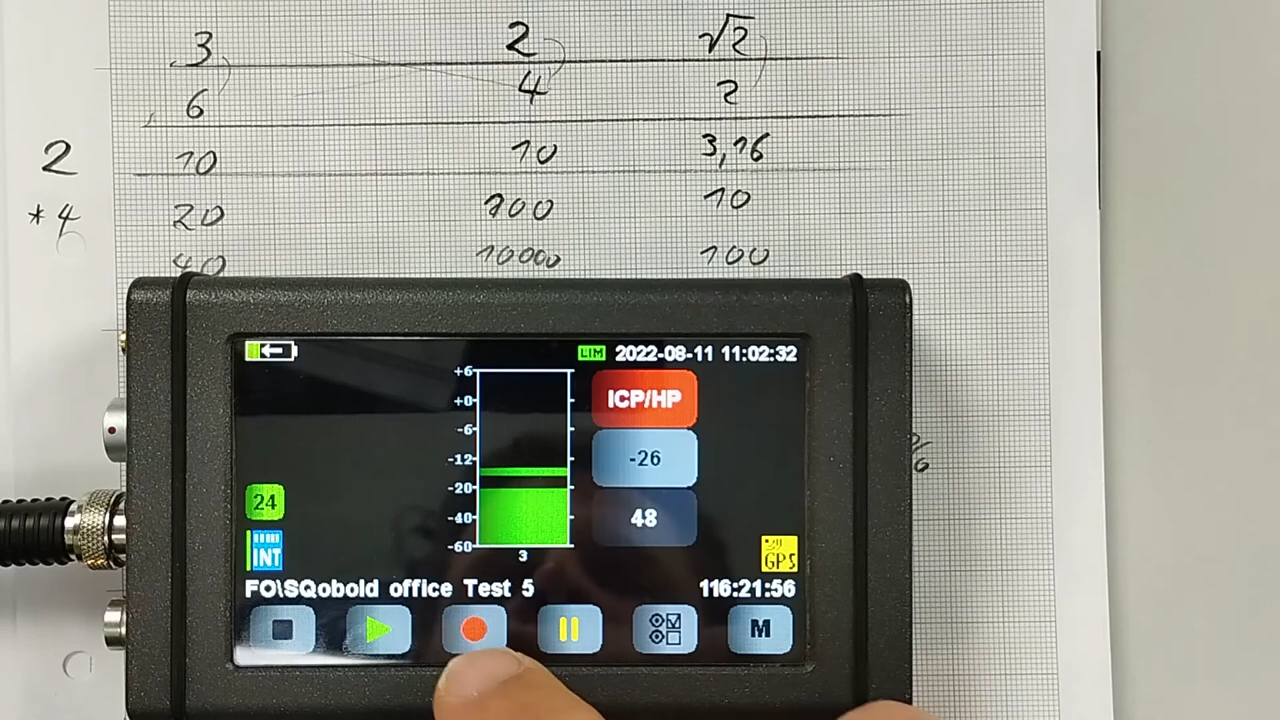 3 2 √2
6 4 2
2 10 10 3,16
*4 20 100 10
40 10000 100
%
LIM 2022-08-11 11:02:32
+6
+0
-6
-12
-20
-40
-60
3
ICP/HP
-26
48
24
INT
GPS
FO\SQobold office Test 5 116:21:56
M